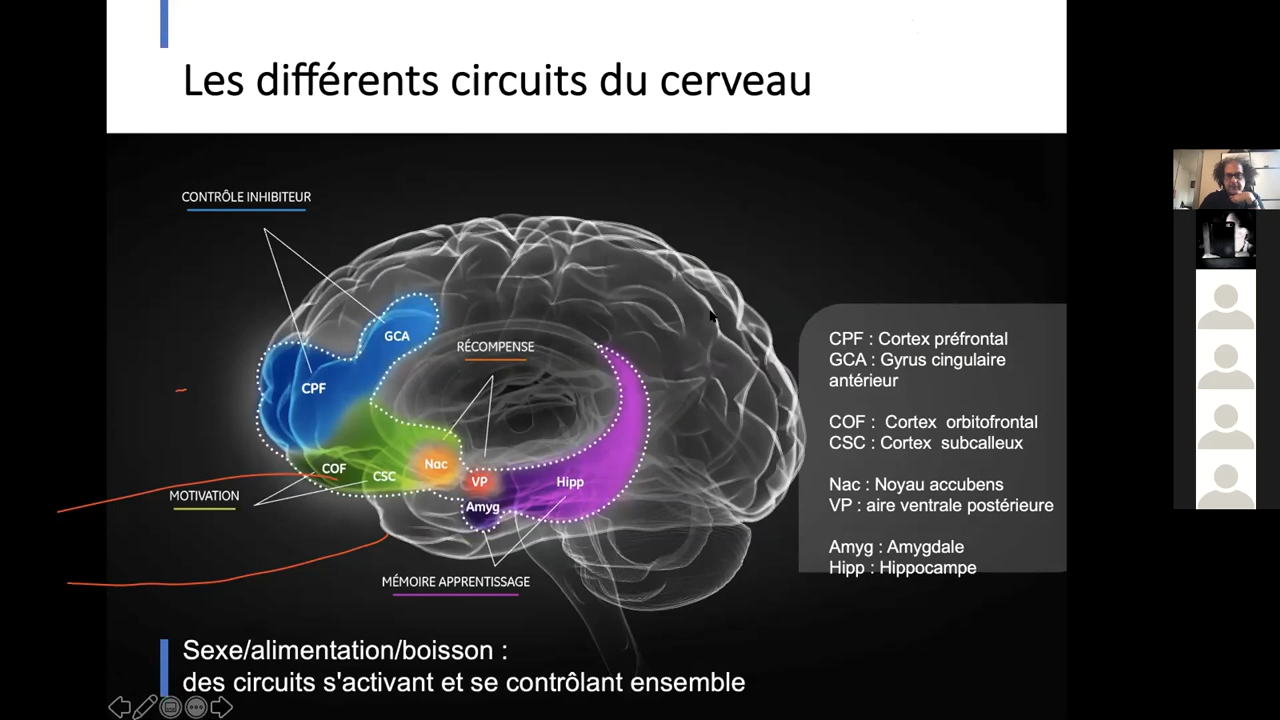 Les différents circuits du cerveau
CONTRÔLE INHIBITEUR
GCA
RÉCOMPENSE
CPF
COF
CSC
Nac
VP
Hipp
MOTIVATION
Amyg
MÉMOIRE APPRENTISSAGE
CPF : Cortex préfrontal
GCA : Gyrus cingulaire
antérieur
COF : Cortex orbitofrontal
CSC : Cortex subcalleux
Nac : Noyau accubens
VP : aire ventrale postérieure
Amyg : Amygdale
Hipp : Hippocampe
Sexe/alimentation/boisson :
des circuits s'activant et se contrôlant ensemble